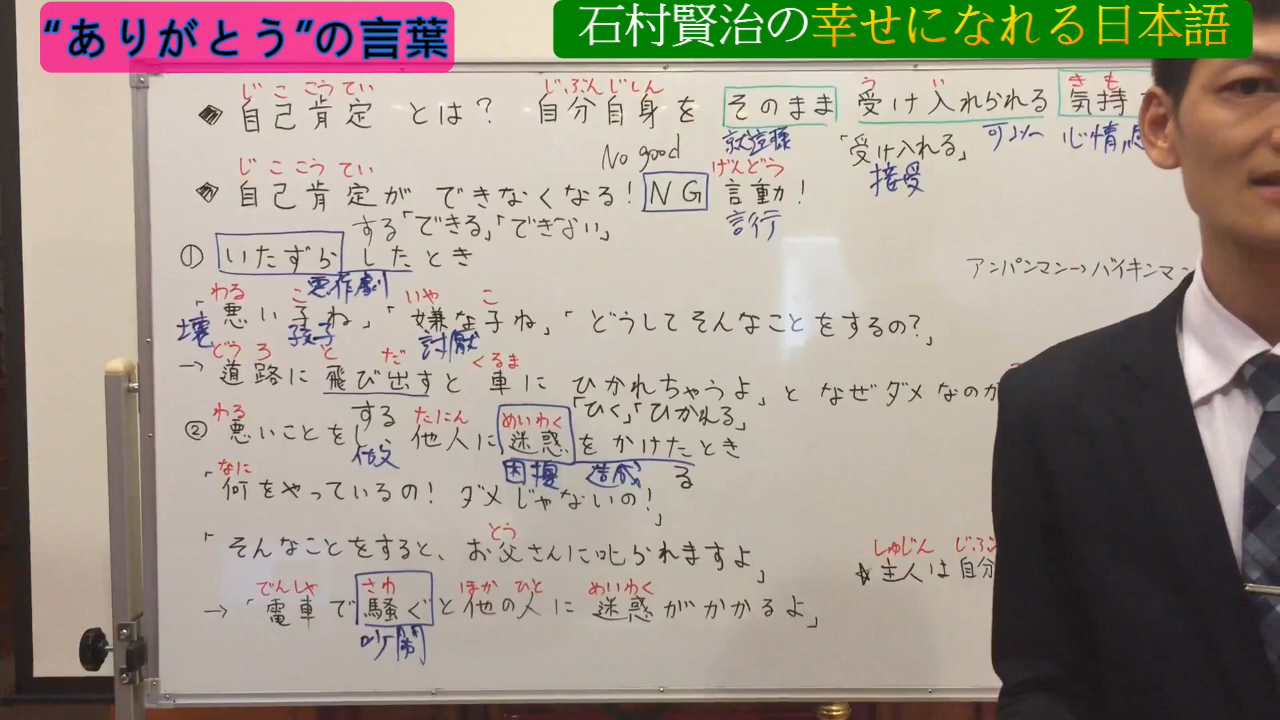 “ありがとう”の言葉
石村賢治の幸せになれる日本語
じこ こうてい じぶんじしん う い きも
◆ 自己肯定 とは? 自分自身を そのまま 受け入れられる 気持
就這樣 「受け入れる」 可以 心情
No good 接受
じこ こうてい げんどう
◆ 自己肯定が できなくなる! NG 言動!
する「できる」「できない」 言行
① いたずら したとき
悪作劇
アンパンマン→バイキンマン
わる こ いや こ
「悪い子ね」「嫌な子ね」「どうしてそんなことをするの?」
壊 孩子 討厭
どうろ と だ くるま
→ 道路に 飛び出すと 車に ひかれちゃうよ」と なぜダメなのか
する 「ひく」「ひかれる」
わる たにん めいわく
② 悪いことをし 他人に 迷惑 を かけたとき
做 困擾 造成 る
なに
「何をやっているの! ダメじゃないの!」
とう
「そんなことをすると、お父さんに叱られますよ」
しゅじん じぶ
★ 主人は自分
でんしゃ さわ ほか ひと めいわく
→「電車で騒ぐと他の人に 迷惑がかかるよ」
吵鬧